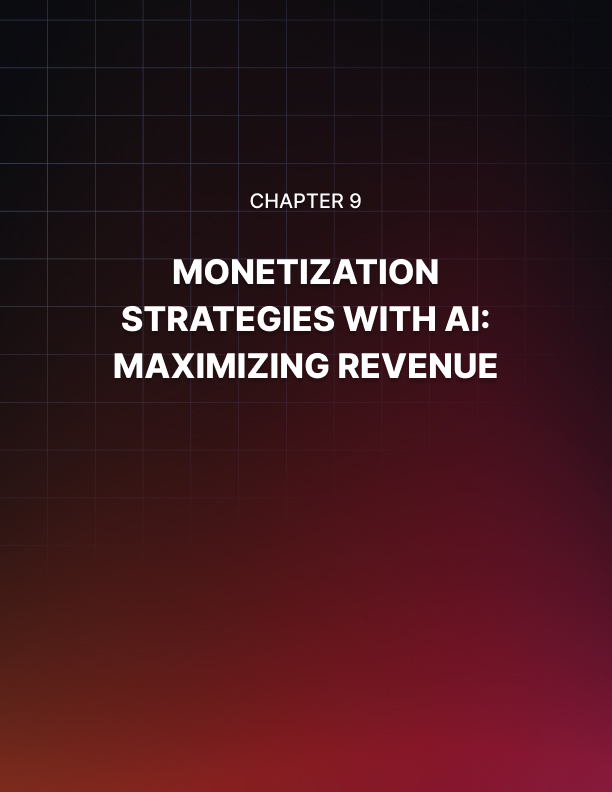 CHAPTER 9
MONETIZATION
STRATEGIES WITH AI:
MAXIMIZING REVENUE